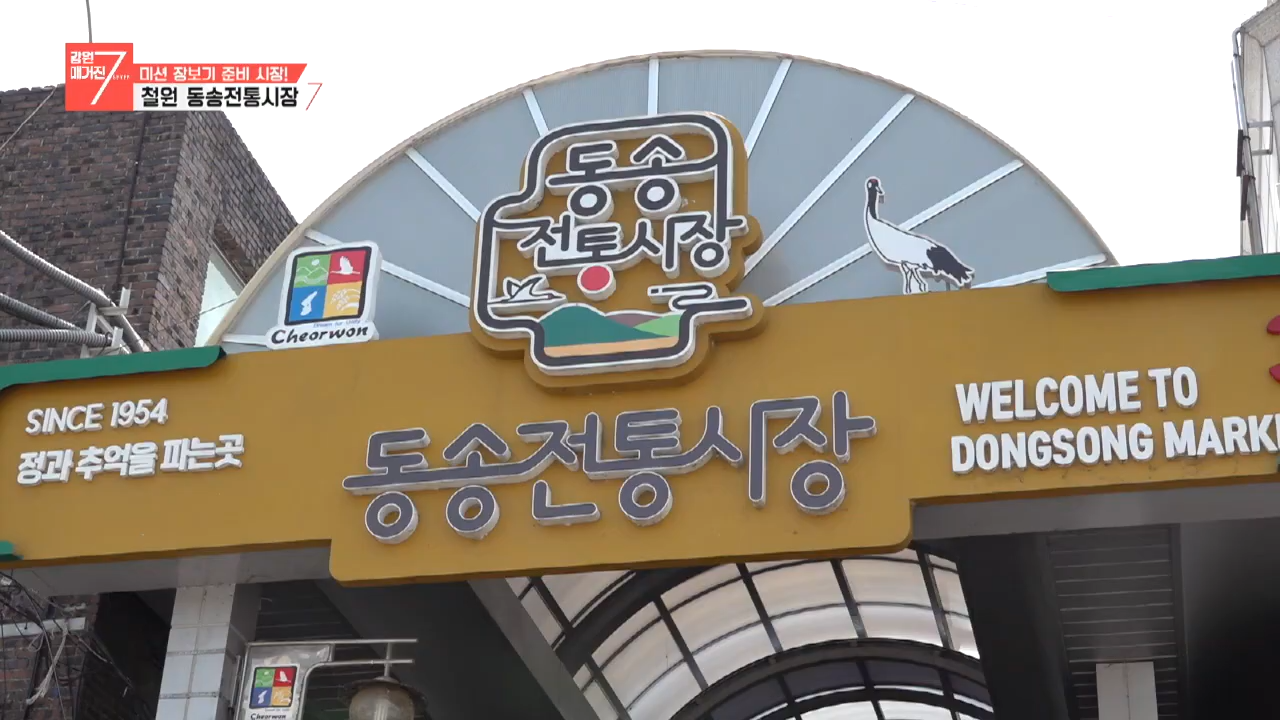 강원
매거진 7
미션 장보기 준비 시장!
철원 동송전통시장
동송
전통시장
Cheorwon
SINCE 1954
정과 추억을 파는곳
동송전통시장
WELCOME TO
DONGSONG MARK
Cheorwon